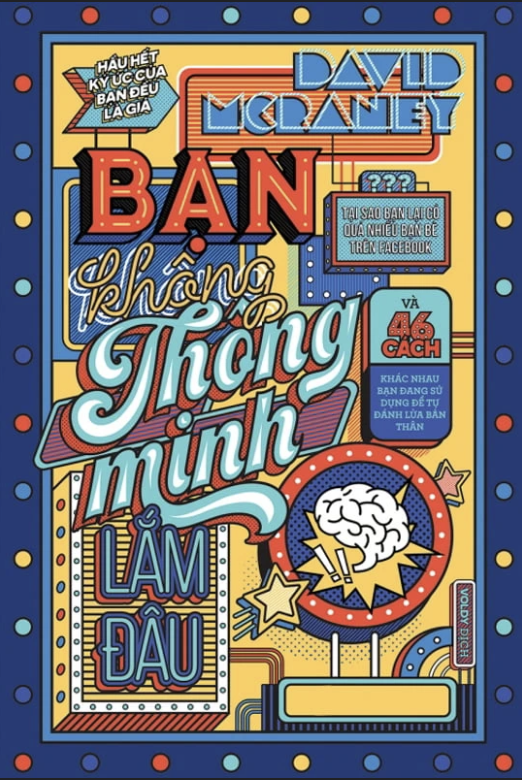 HẦU HẾT
KÝ ỨC CỦA
BẠN ĐỀU
LÀ GIẢ
DAVID
MCRANEY
BẠN
không
Thông
minh
LẮM
ĐÂU
???
TẠI SAO BẠN LẠI CÓ
QUÁ NHIỀU BẠN BÈ
TRÊN FACEBOOK
VÀ
46
CÁCH
KHÁC NHAU
BẠN ĐANG SỬ
DỤNG ĐỂ TỰ
ĐÁNH LỪA BẢN
THÂN
!!
VOLDY DỊCH